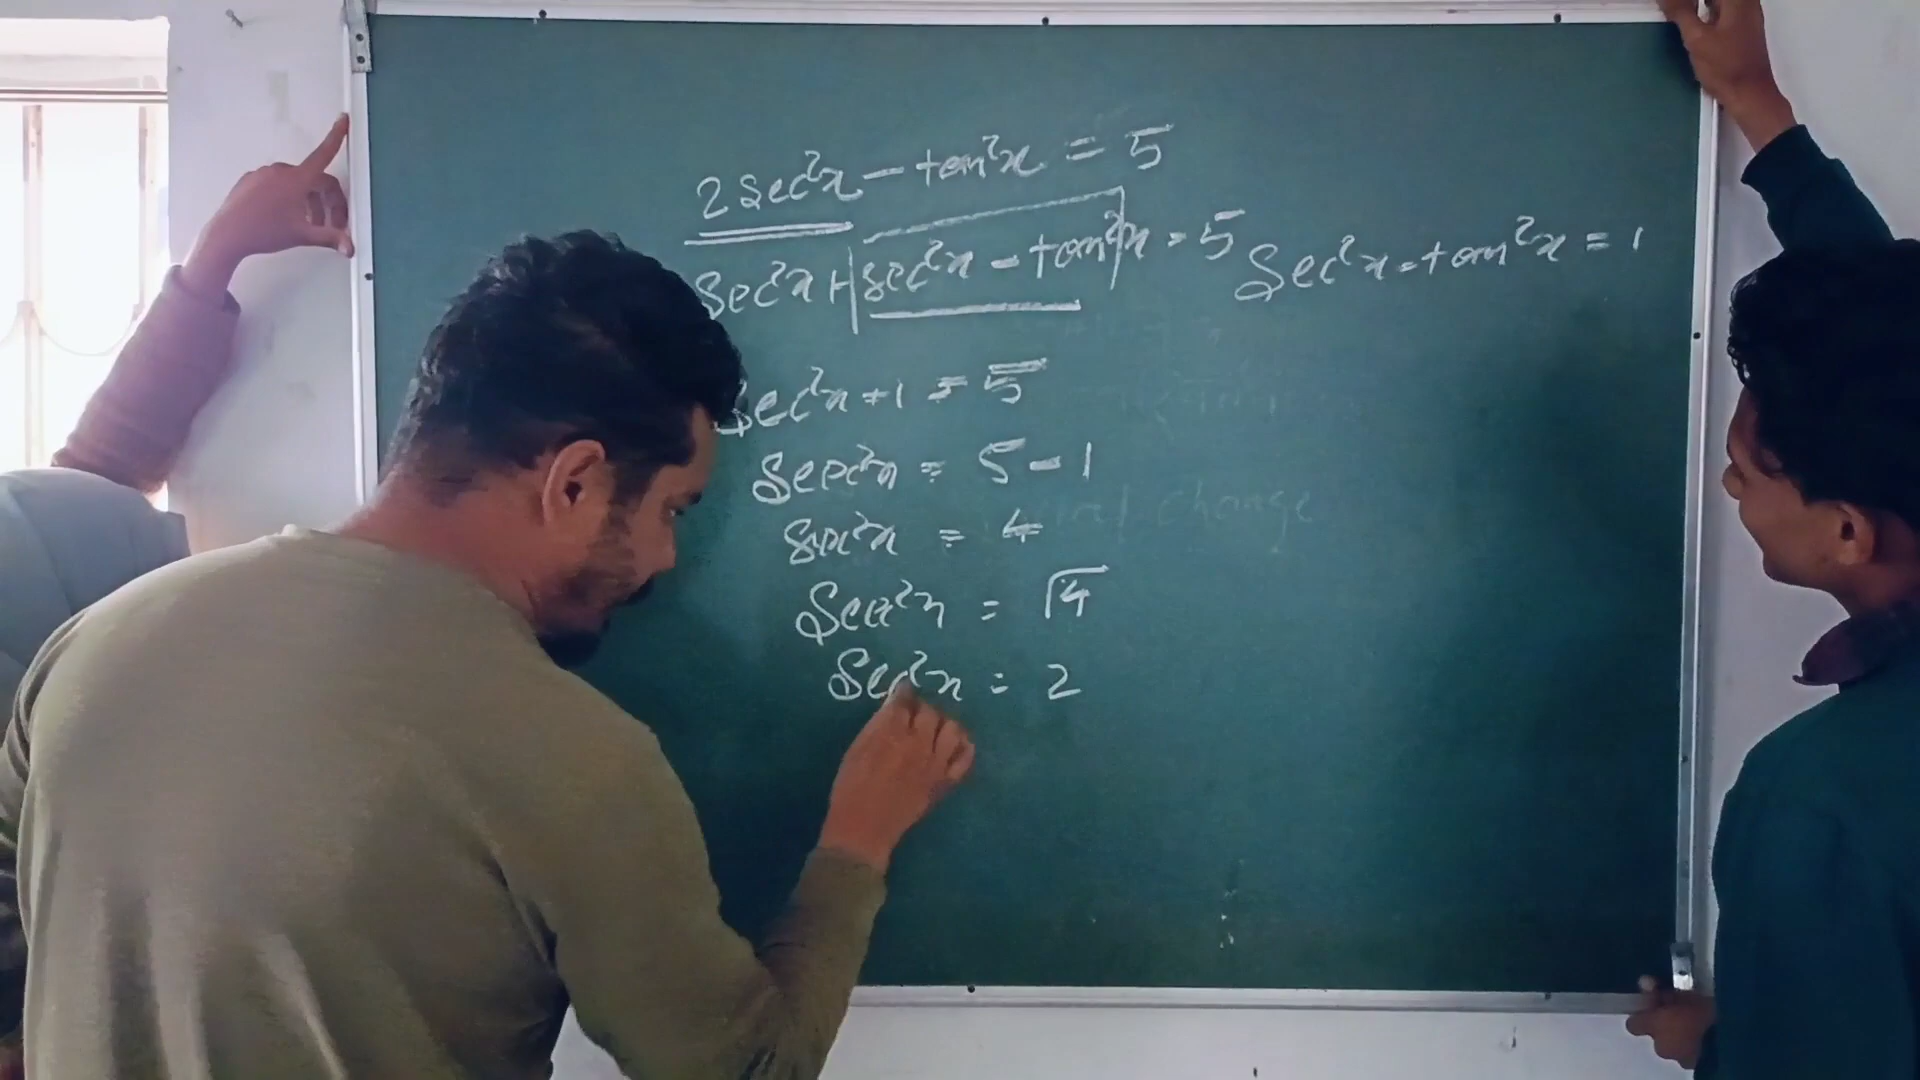 2sec²x - tan²x = 5
sec²x + sec²x - tan²x = 5
sec²x - tan²x = 1
sec²x + 1 = 5
sec²x = 5 - 1
sec²x = 4
sec²x = √4
sec²x = 2
change